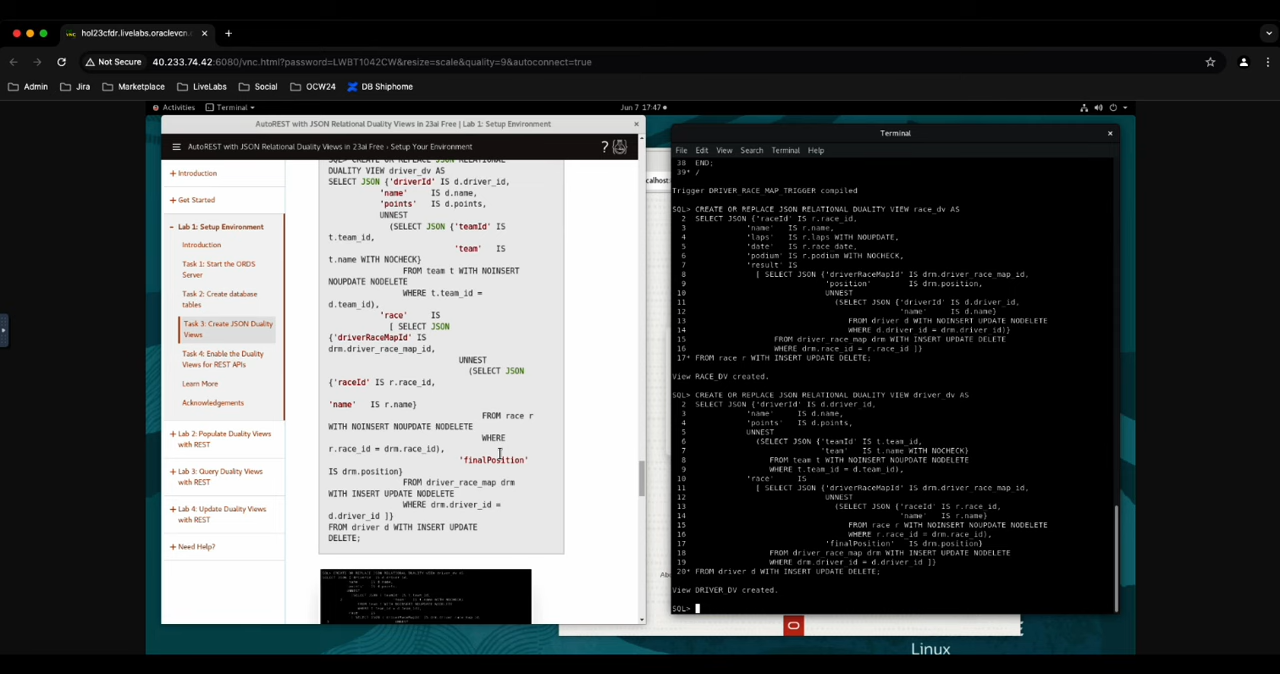 hol23cfdr.livelabs.oraclevcn.
Not Secure 40.233.74.42:6080/vnc.html?password=LWBT1042CW&resize=scale&quality=9&autoconnect=true
Admin Jira Marketplace LiveLabs Social OCW24 DB Shiphome
Activities Terminal Jun 7 17:47
AutoREST with JSON Relational Duality Views in 23ai Free | Lab 1: Setup Environment
AutoREST with JSON Relational Duality Views in 23ai Free › Setup Your Environment
+ Introduction
+ Get Started
- Lab 1: Setup Environment
Introduction
Task 1: Start the ORDS
Server
Task 2: Create database
tables
Task 3: Create JSON Duality
Views
Task 4: Enable the Duality
Views for REST APIs
Learn More
Acknowledgements
+ Lab 2: Populate Duality Views
with REST
+ Lab 3: Query Duality Views
with REST
+ Lab 4: Update Duality Views
with REST
+ Need Help?
SQL> CREATE OR REPLACE JSON RELATIONAL
DUALITY VIEW driver_dv AS
SELECT JSON {'driverId' IS d.driver_id,
'name' IS d.name,
'points' IS d.points,
UNNEST
(SELECT JSON {'teamId' IS
t.team_id,
'team' IS
t.name WITH NOCHECK}
FROM team t WITH NOINSERT
NOUPDATE NODELETE
WHERE t.team_id =
d.team_id),
'race' IS
[ SELECT JSON
{'driverRaceMapId' IS
drm.driver_race_map_id,
UNNEST
(SELECT JSON
{'raceId' IS r.race_id,
'name' IS r.name}
FROM race r
WITH NOINSERT NOUPDATE NODELETE
WHERE
r.race_id = drm.race_id),
'finalPosition'
IS drm.position}
FROM driver_race_map drm
WITH INSERT UPDATE NODELETE
WHERE drm.driver_id =
d.driver_id ]}
FROM driver d WITH INSERT UPDATE
DELETE;
Terminal
File Edit View Search Terminal Help
38 END;
39* /
Trigger DRIVER_RACE_MAP_TRIGGER compiled
SQL> CREATE OR REPLACE JSON RELATIONAL DUALITY VIEW race_dv AS
2 SELECT JSON {'raceId' IS r.race_id,
3 'name' IS r.name,
4 'laps' IS r.laps WITH NOUPDATE,
5 'date' IS r.race_date,
6 'podium' IS r.podium WITH NOCHECK,
7 'result' IS
8 [ SELECT JSON {'driverRaceMapId' IS drm.driver_race_map_id,
9 'position' IS drm.position,
10 UNNEST
11 (SELECT JSON {'driverId' IS d.driver_id,
12 'name' IS d.name}
13 FROM driver d WITH NOINSERT UPDATE NODELETE
14 WHERE d.driver_id = drm.driver_id)}
15 FROM driver_race_map drm WITH INSERT UPDATE DELETE
16 WHERE drm.race_id = r.race_id ]}
17* FROM race r WITH INSERT UPDATE DELETE;
View RACE_DV created.
SQL> CREATE OR REPLACE JSON RELATIONAL DUALITY VIEW driver_dv AS
2 SELECT JSON {'driverId' IS d.driver_id,
3 'name' IS d.name,
4 'points' IS d.points,
5 UNNEST
6 (SELECT JSON {'teamId' IS t.team_id,
7 'team' IS t.name WITH NOCHECK}
8 FROM team t WITH NOINSERT NOUPDATE NODELETE
9 WHERE t.team_id = d.team_id),
10 'race' IS
11 [ SELECT JSON {'driverRaceMapId' IS drm.driver_race_map_id,
12 UNNEST
13 (SELECT JSON {'raceId' IS r.race_id,
14 'name' IS r.name}
15 FROM race r WITH NOINSERT NOUPDATE NODELETE
16 WHERE r.race_id = drm.race_id),
17 'finalPosition' IS drm.position}
18 FROM driver_race_map drm WITH INSERT UPDATE NODELETE
19 WHERE drm.driver_id = d.driver_id ]}
20* FROM driver d WITH INSERT UPDATE DELETE;
View DRIVER_DV created.
SQL>
Linux